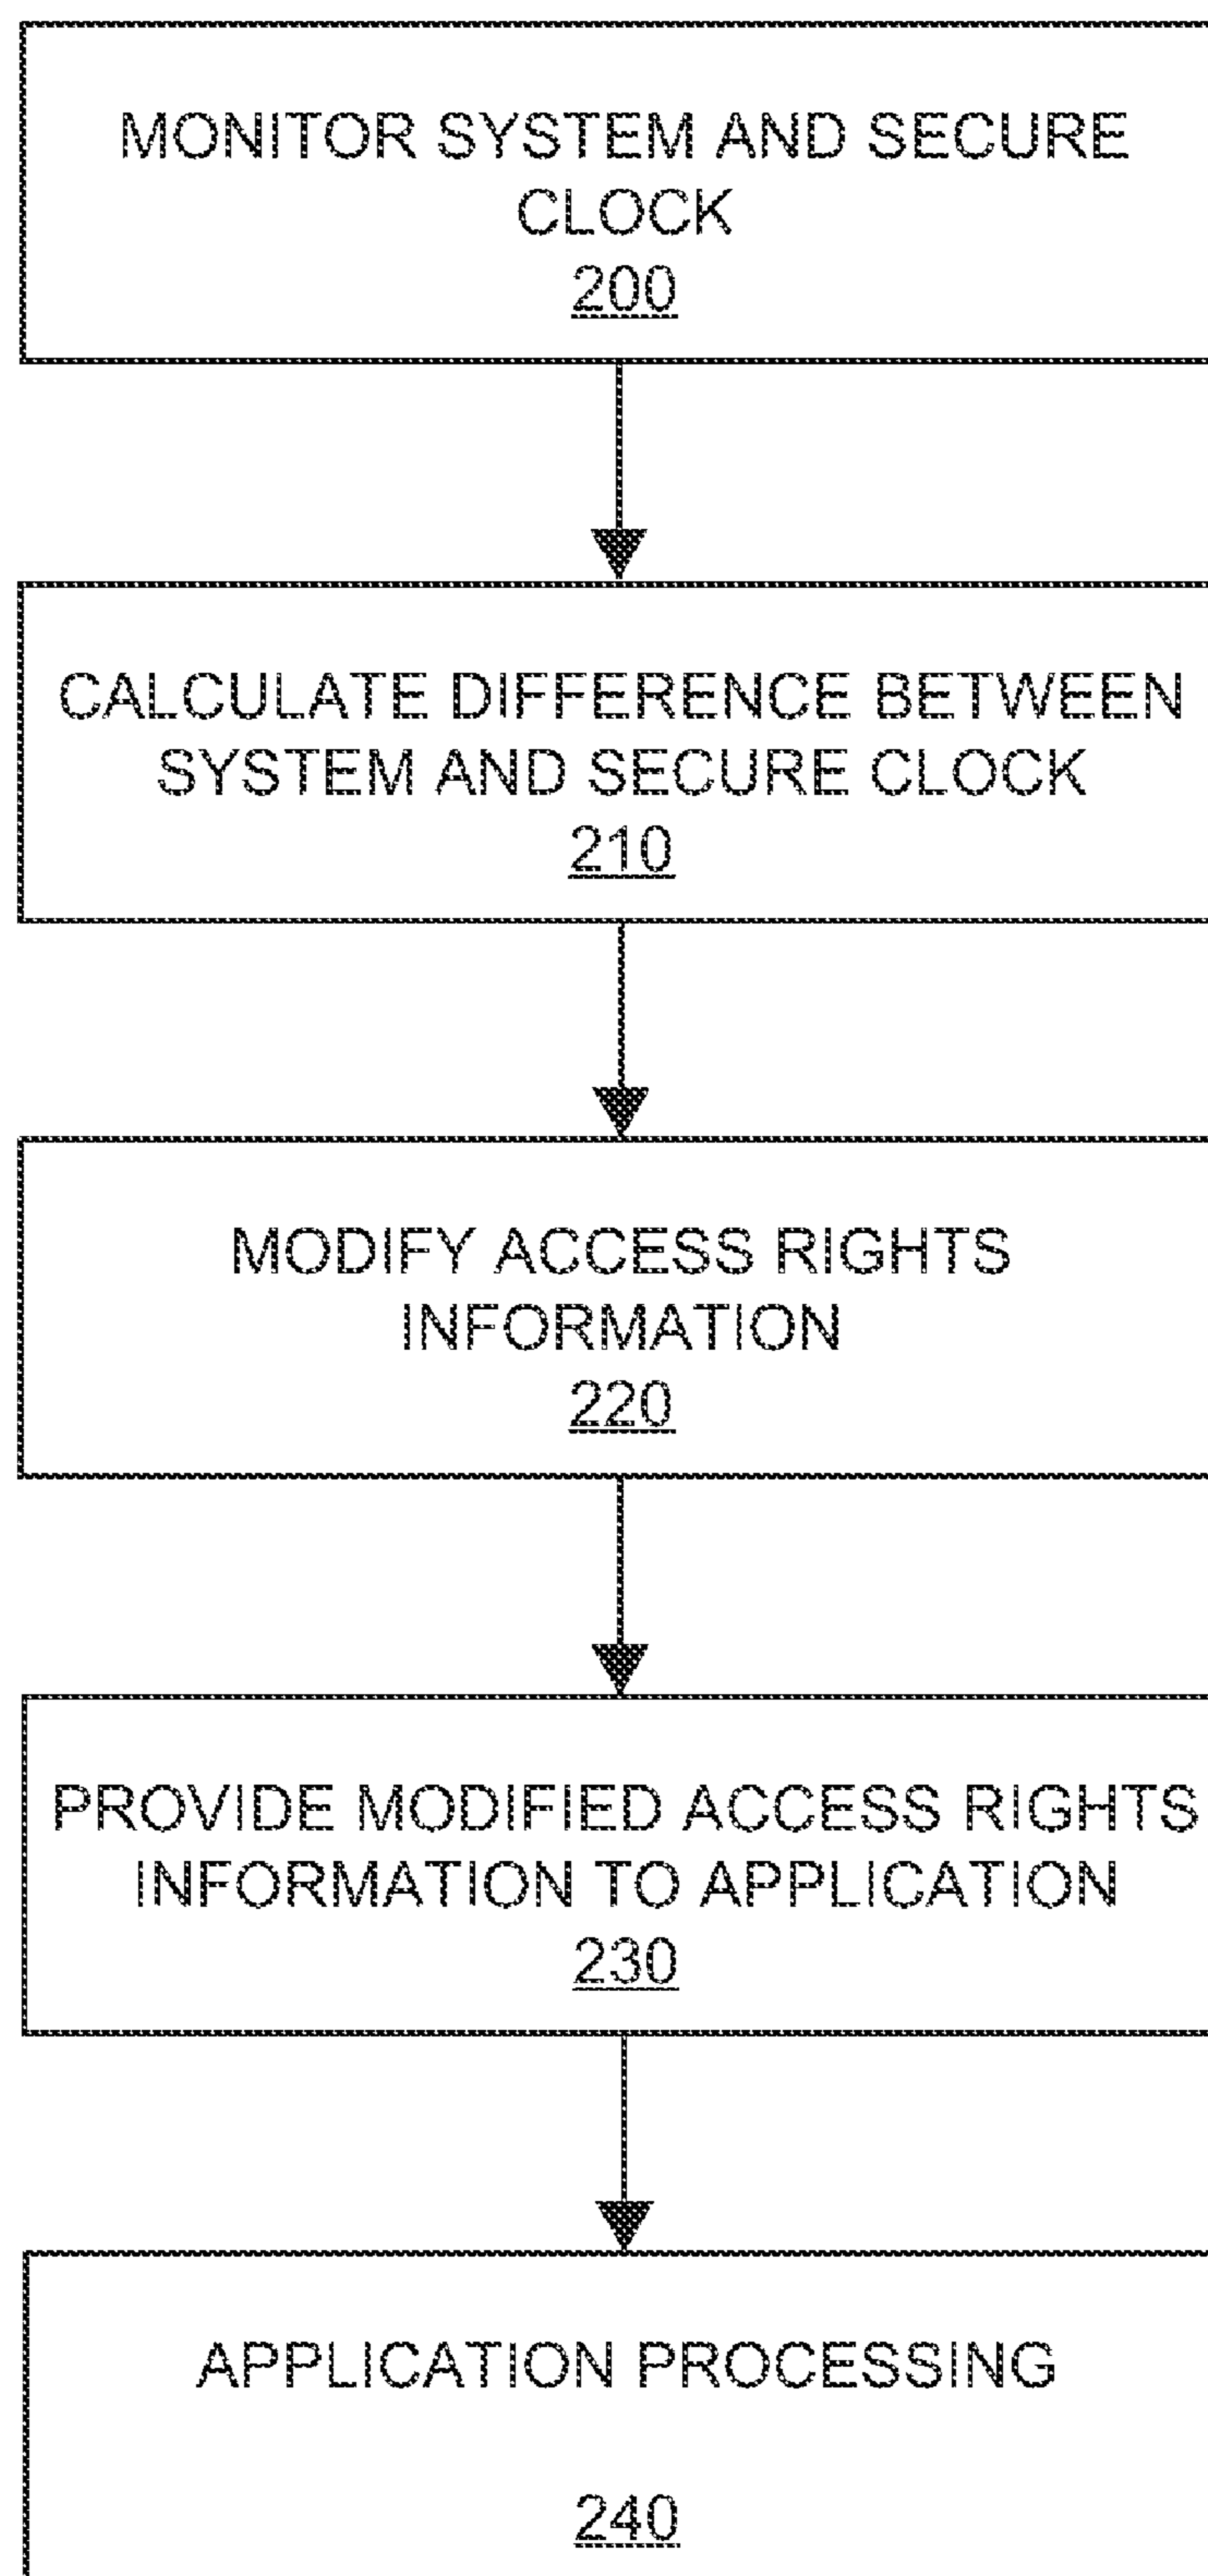 MONITOR SYSTEM AND SECURE
CLOCK
200
CALCULATE DIFFERENCE BETWEEN
SYSTEM AND SECURE CLOCK
210
MODIFY ACCESS RIGHTS
INFORMATION
220
PROVIDE MODIFIED ACCESS RIGHTS
INFORMATION TO APPLICATION
230
APPLICATION PROCESSING
240